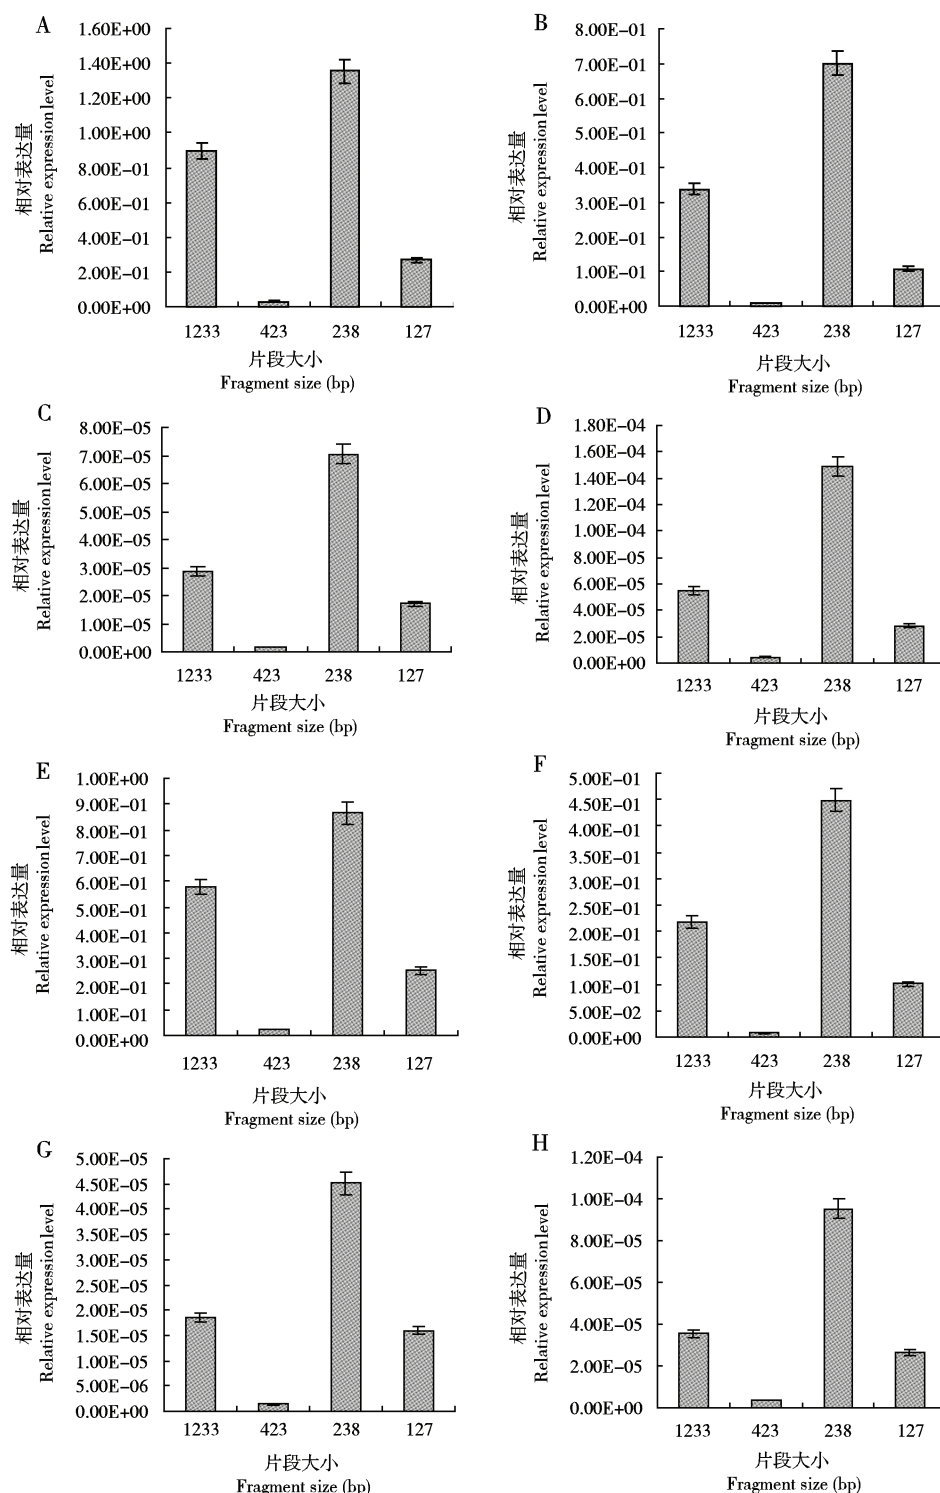 A
1.60E+00
1.40E+00
1.20E+00
1.00E+00
8.00E−01
6.00E−01
4.00E−01
2.00E−01
0.00E+00
相对表达量
Relative expression level
1233 423 238 127
片段大小
Fragment size (bp)
B
8.00E−01
7.00E−01
6.00E−01
5.00E−01
4.00E−01
3.00E−01
2.00E−01
1.00E−01
0.00E+00
相对表达量
Relative expression level
1233 423 238 127
片段大小
Fragment size (bp)
C
8.00E−05
7.00E−05
6.00E−05
5.00E−05
4.00E−05
3.00E−05
2.00E−05
1.00E−05
0.00E+00
相对表达量
Relative expression level
1233 423 238 127
片段大小
Fragment size (bp)
D
1.80E−04
1.60E−04
1.40E−04
1.20E−04
1.00E−04
8.00E−05
6.00E−05
4.00E−05
2.00E−05
0.00E+00
相对表达量
Relative expression level
1233 423 238 127
片段大小
Fragment size (bp)
E
1.00E+00
9.00E−01
8.00E−01
7.00E−01
6.00E−01
5.00E−01
4.00E−01
3.00E−01
2.00E−01
1.00E−01
0.00E+00
相对表达量
Relative expression level
1233 423 238 127
片段大小
Fragment size (bp)
F
5.00E−01
4.50E−01
4.00E−01
3.50E−01
3.00E−01
2.50E−01
2.00E−01
1.50E−01
1.00E−01
5.00E−02
0.00E+00
相对表达量
Relative expression level
1233 423 238 127
片段大小
Fragment size (bp)
G
5.00E−05
4.50E−05
4.00E−05
3.50E−05
3.00E−05
2.50E−05
2.00E−05
1.50E−05
1.00E−05
5.00E−06
0.00E+00
相对表达量
Relative expression level
1233 423 238 127
片段大小
Fragment size (bp)
H
1.20E−04
1.00E−04
8.00E−05
6.00E−05
4.00E−05
2.00E−05
0.00E+00
相对表达量
Relative expression level
1233 423 238 127
片段大小
Fragment size (bp)